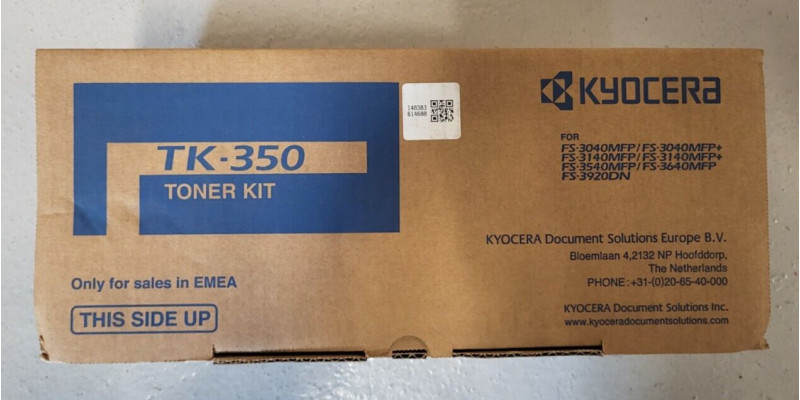 TK-350
TONER KIT
Only for sales in EMEA
THIS SIDE UP
148383
614688
KYOCERA
FOR
FS-3040MFP/FS-3040MFP+
FS-3140MFP/FS-3140MFP+
FS-3540MFP/FS-3640MFP
FS-3920DN
KYOCERA Document Solutions Europe B.V.
Bloemlaan 4,2132 NP Hoofddorp,
The Netherlands
PHONE:+31-(0)20-65-40-000
KYOCERA Document Solutions Inc.
www.kyoceradocumentsolutions.com